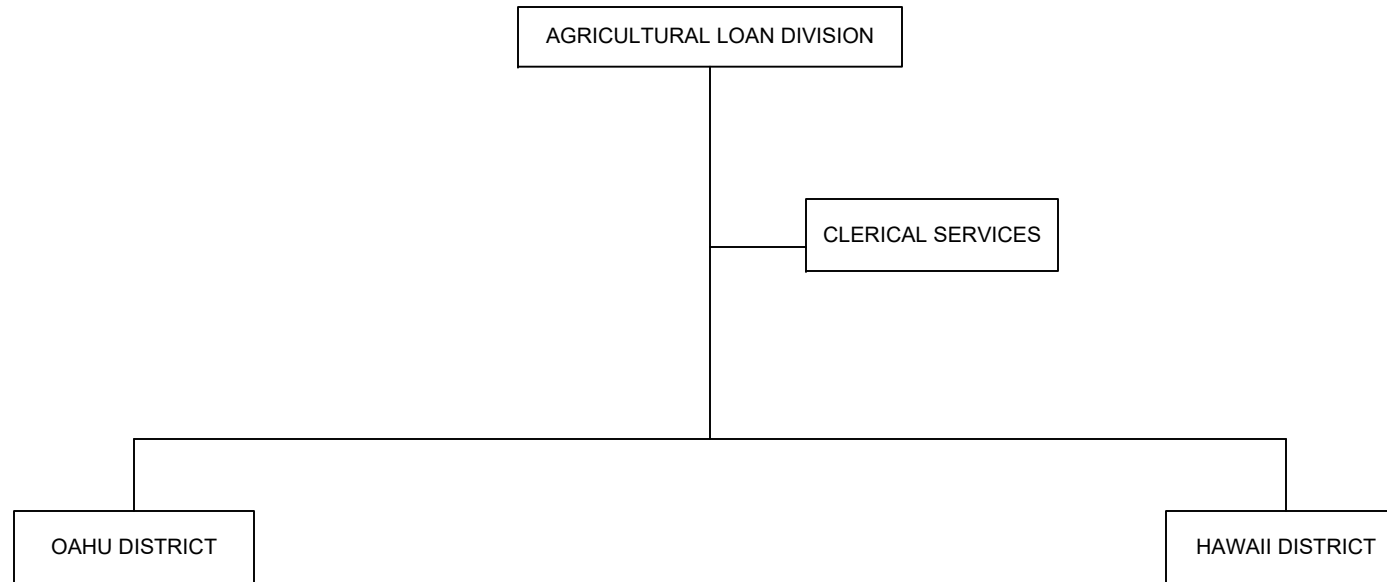 AGRICULTURAL LOAN DIVISION
CLERICAL SERVICES
OAHU DISTRICT
HAWAII DISTRICT